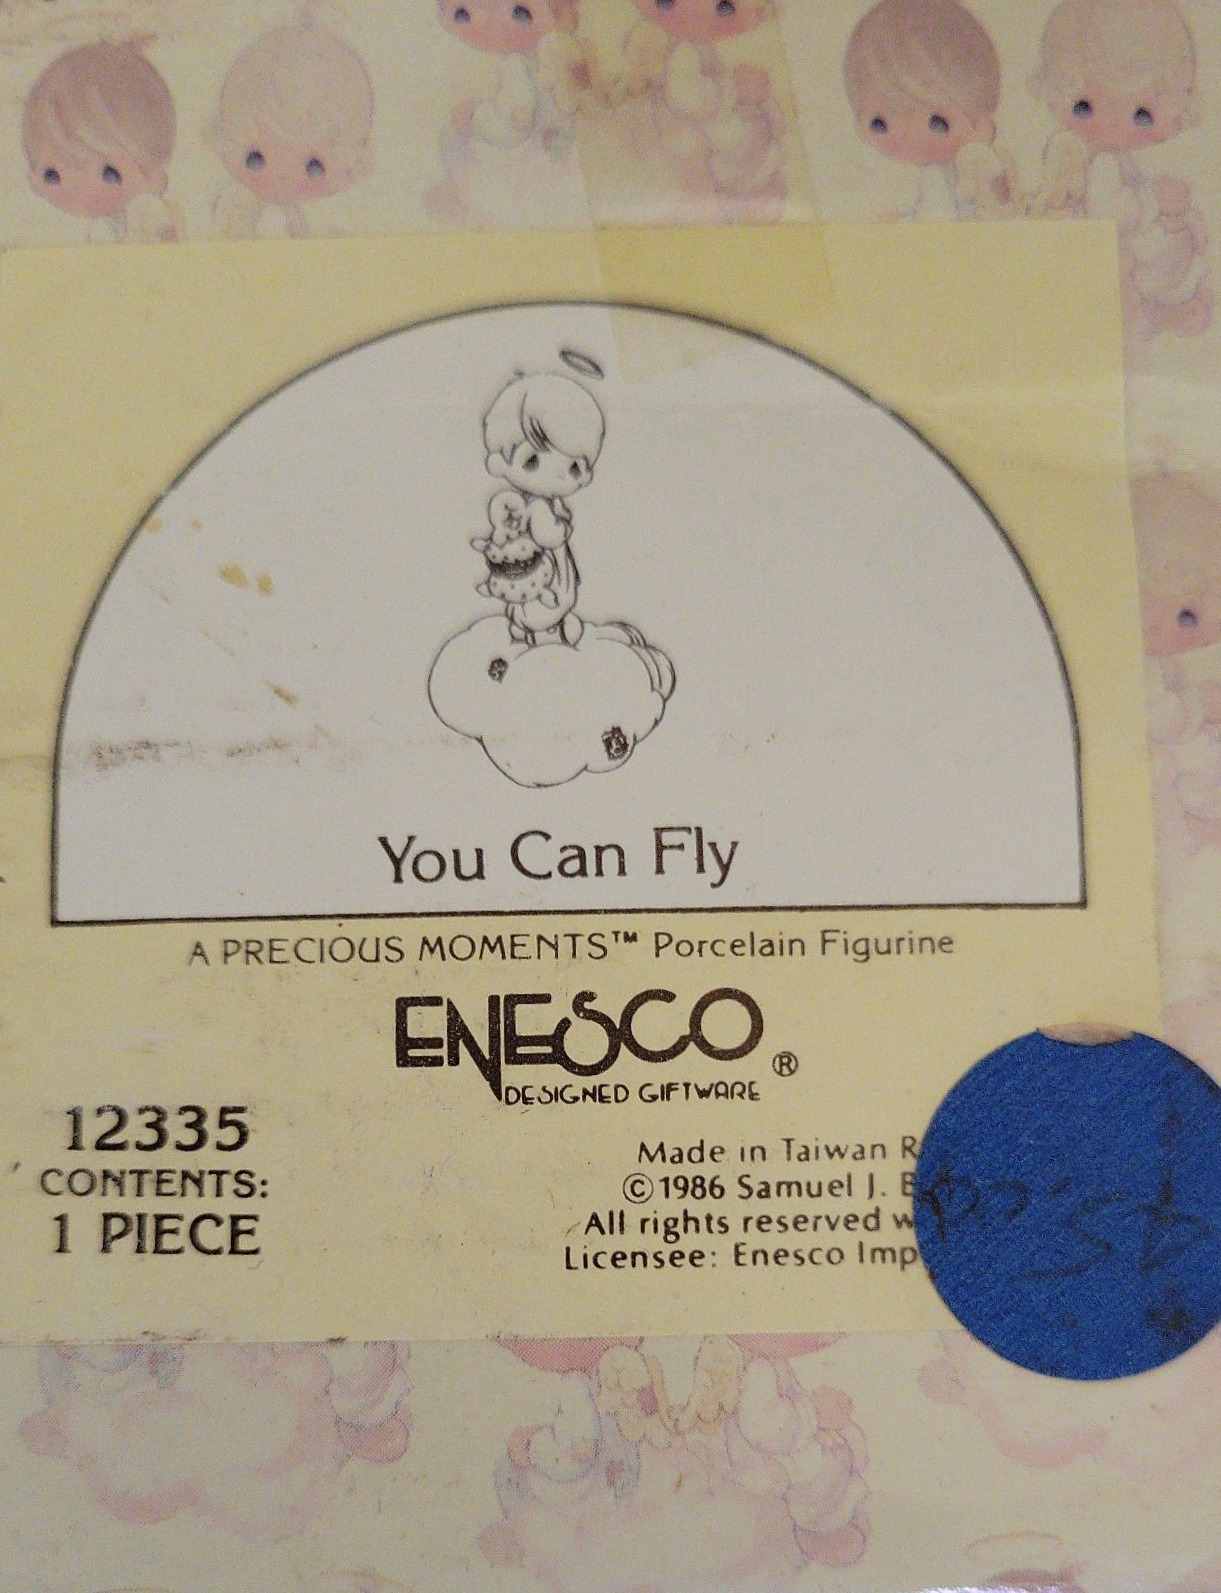 You Can Fly
A PRECIOUS MOMENTS™ Porcelain Figurine
ENESCO®
DESIGNED GIFTWARE
12335
CONTENTS:
1 PIECE
Made in Taiwan R
©1986 Samuel J. B
All rights reserved w
Licensee: Enesco Imp